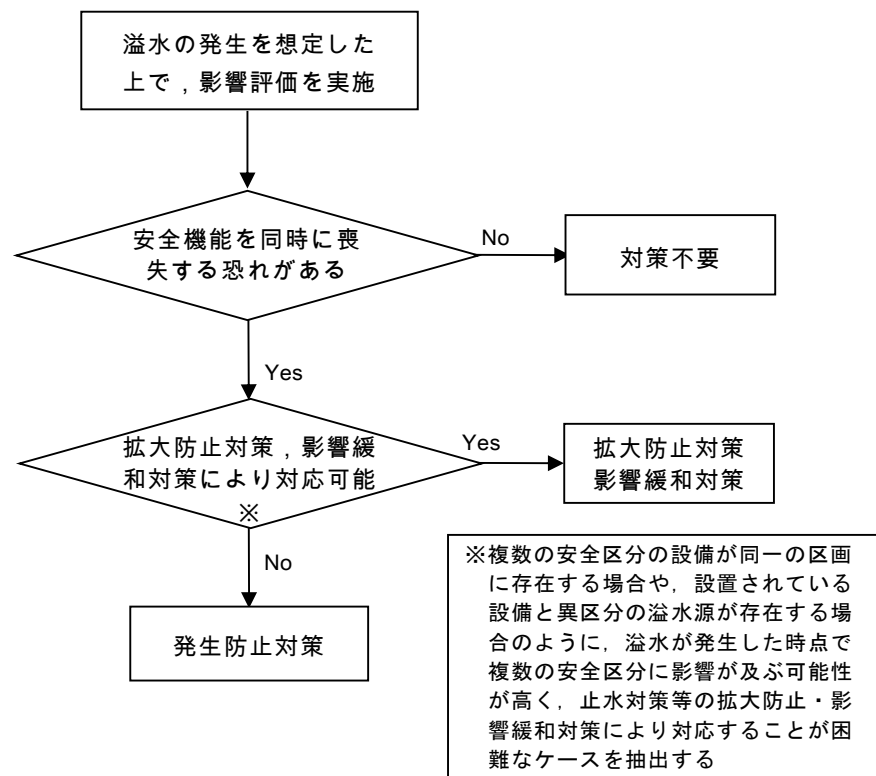 溢水の発生を想定した
上で，影響評価を実施
安全機能を同時に喪
失する恐れがある
No
対策不要
Yes
拡大防止対策，影響緩
和対策により対応可能
※
Yes
拡大防止対策
影響緩和対策
No
発生防止対策
※複数の安全区分の設備が同一の区画
に存在する場合や，設置されている
設備と異区分の溢水源が存在する場
合のように，溢水が発生した時点で
複数の安全区分に影響が及ぶ可能性
が高く，止水対策等の拡大防止・影
響緩和対策により対応することが困
難なケースを抽出する